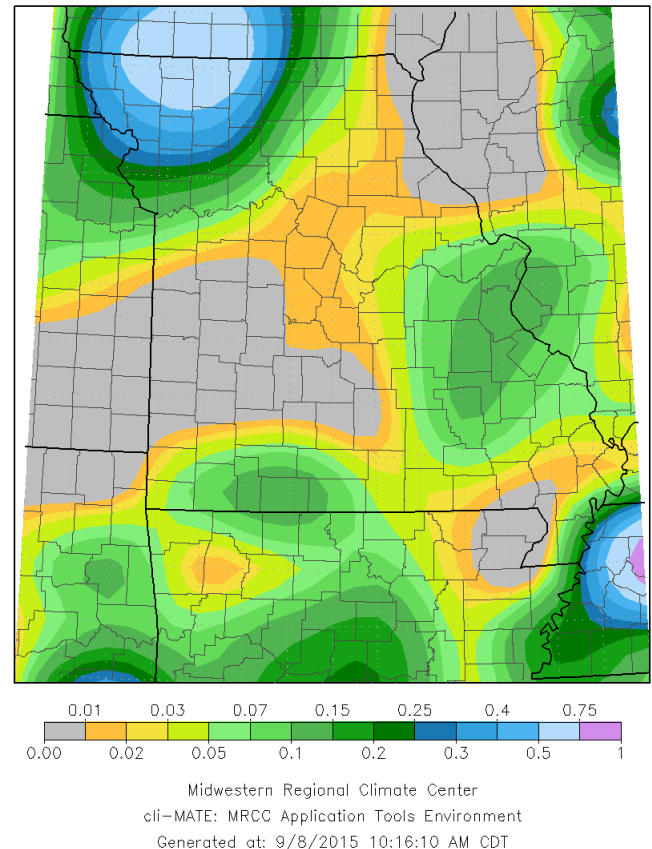 0.01 0.03 0.07 0.15 0.25 0.4 0.75
0.00 0.02 0.05 0.1 0.2 0.3 0.5 1
Midwestern Regional Climate Center
cli-MATE: MRCC Application Tools Environment
Generated at: 9/8/2015 10:16:10 AM CDT